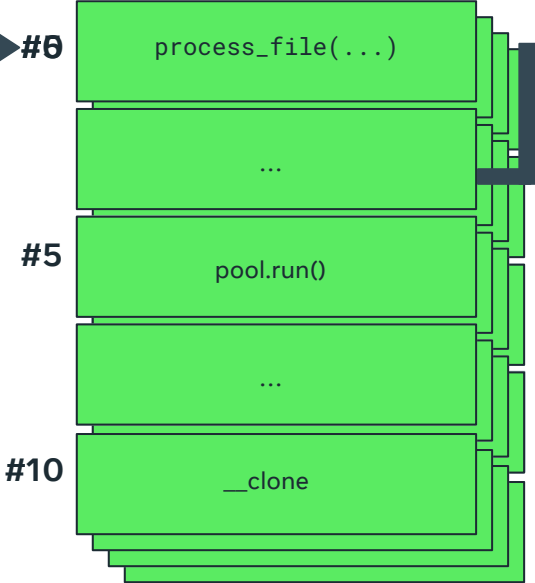 process_file(...)
...
#5
pool.run()
...
#10
__clone